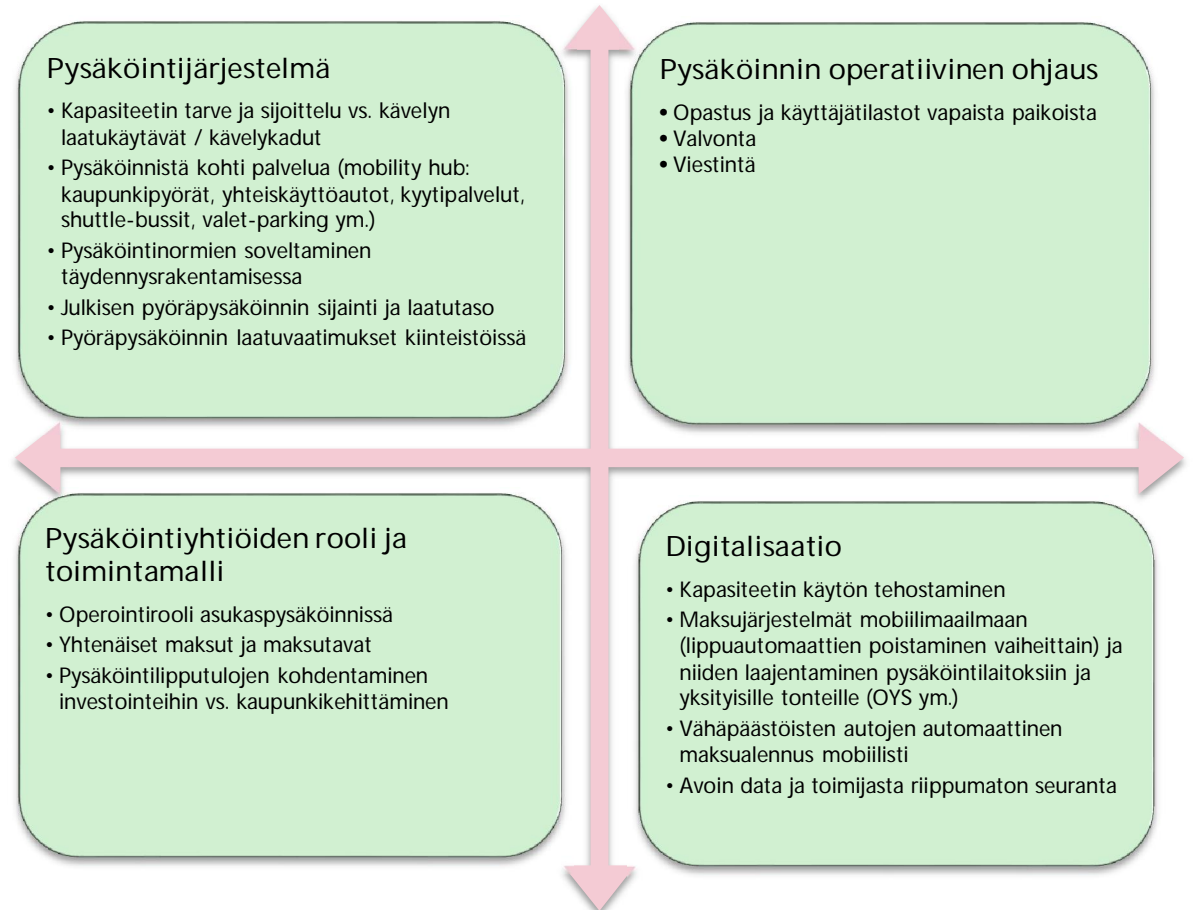 Pysäköintijärjestelmä
• Kapasiteetin tarve ja sijoittelu vs. kävelyn
laatukäytävät / kävelykadut
• Pysäköinnistä kohti palvelua (mobility hub:
kaupunkipyörät, yhteiskäyttöautot, kyytipalvelut,
shuttle-bussit, valet-parking ym.)
• Pysäköintinormien soveltaminen
täydennysrakentamisessa
• Julkisen pyöräpysäköinnin sijainti ja laatutaso
• Pyöräpysäköinnin laatuvaatimukset kiinteistöissä
Pysäköinnin operatiivinen ohjaus
• Opastus ja käyttäjätilastot vapaista paikoista
• Valvonta
• Viestintä
Pysäköintiyhtiöiden rooli ja
toimintamalli
• Operointirooli asukaspysäköinnissä
• Yhtenäiset maksut ja maksutavat
• Pysäköintilipputulojen kohdentaminen
investointeihin vs. kaupunkikehittäminen
Digitalisaatio
• Kapasiteetin käytön tehostaminen
• Maksujärjestelmät mobiilimaailmaan
(lippuautomaattien poistaminen vaiheittain) ja
niiden laajentaminen pysäköintilaitoksiin ja
yksityisille tonteille (OYS ym.)
• Vähäpäästöisten autojen automaattinen
maksualennus mobiilisti
• Avoin data ja toimijasta riippumaton seuranta